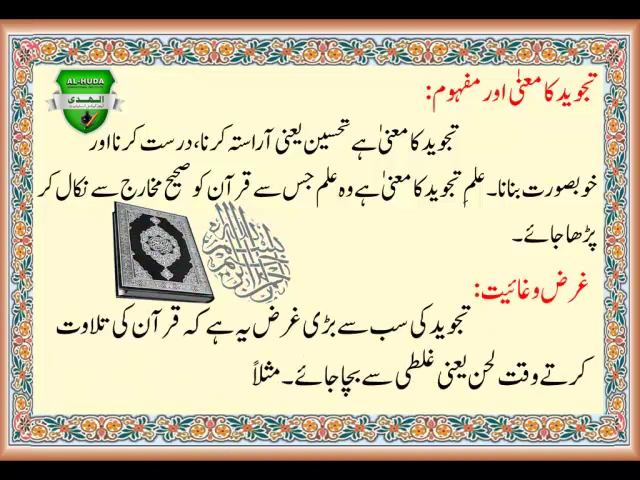 AL-HUDA
الهدى
تجوید کا معنیٰ اور مفہوم:
تجوید کا معنیٰ ہے تحسین یعنی آراستہ کرنا، درست کرنا اور
خوبصورت بنانا۔ علمِ تجوید کا معنیٰ ہے وہ علم جس سے قرآن کو صحیح مخارج سے نکال کر
پڑھا جائے۔
غرض وغائیت:
تجوید کی سب سے بڑی غرض یہ ہے کہ قرآن کی تلاوت
کرتے وقت لحن یعنی غلطی سے بچا جائے۔ مثلاً